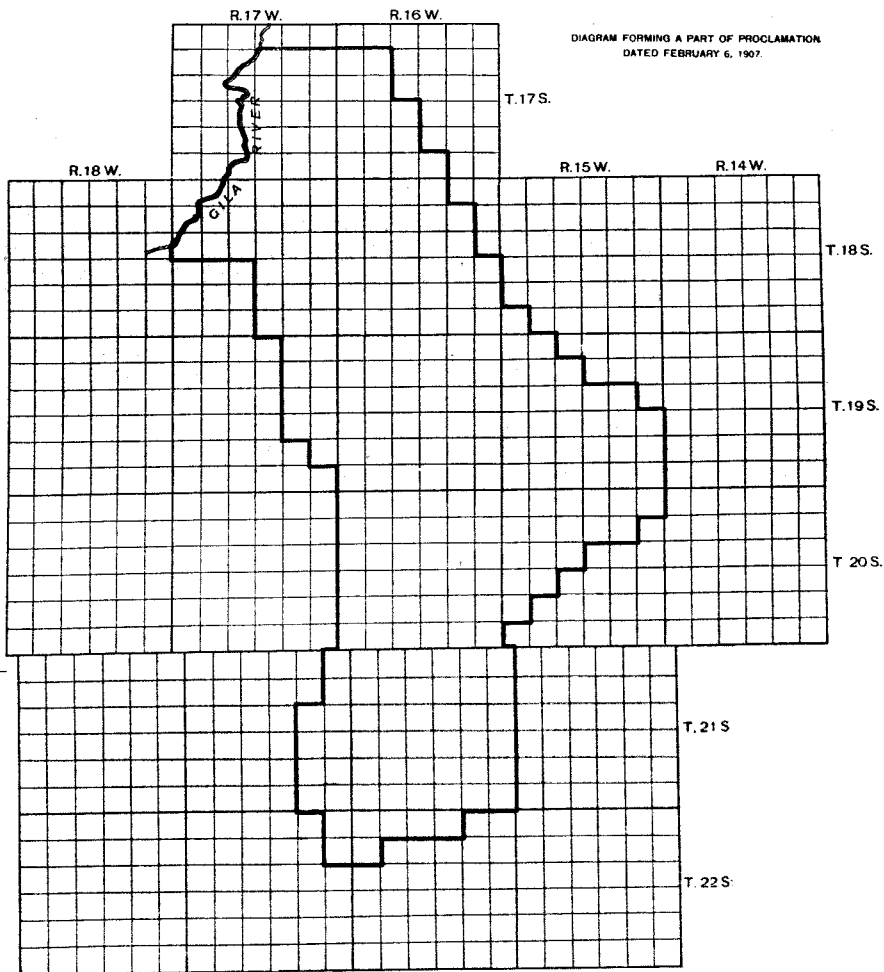 R.17 W. R.16 W.
DIAGRAM FORMING A PART OF PROCLAMATION
DATED FEBRUARY 6, 1907.
T.17 S.
GILA RIVER
R.18 W. R.15 W. R.14 W.
T.18 S.
T.19 S.
T 20 S.
T.21 S
T.22 S.